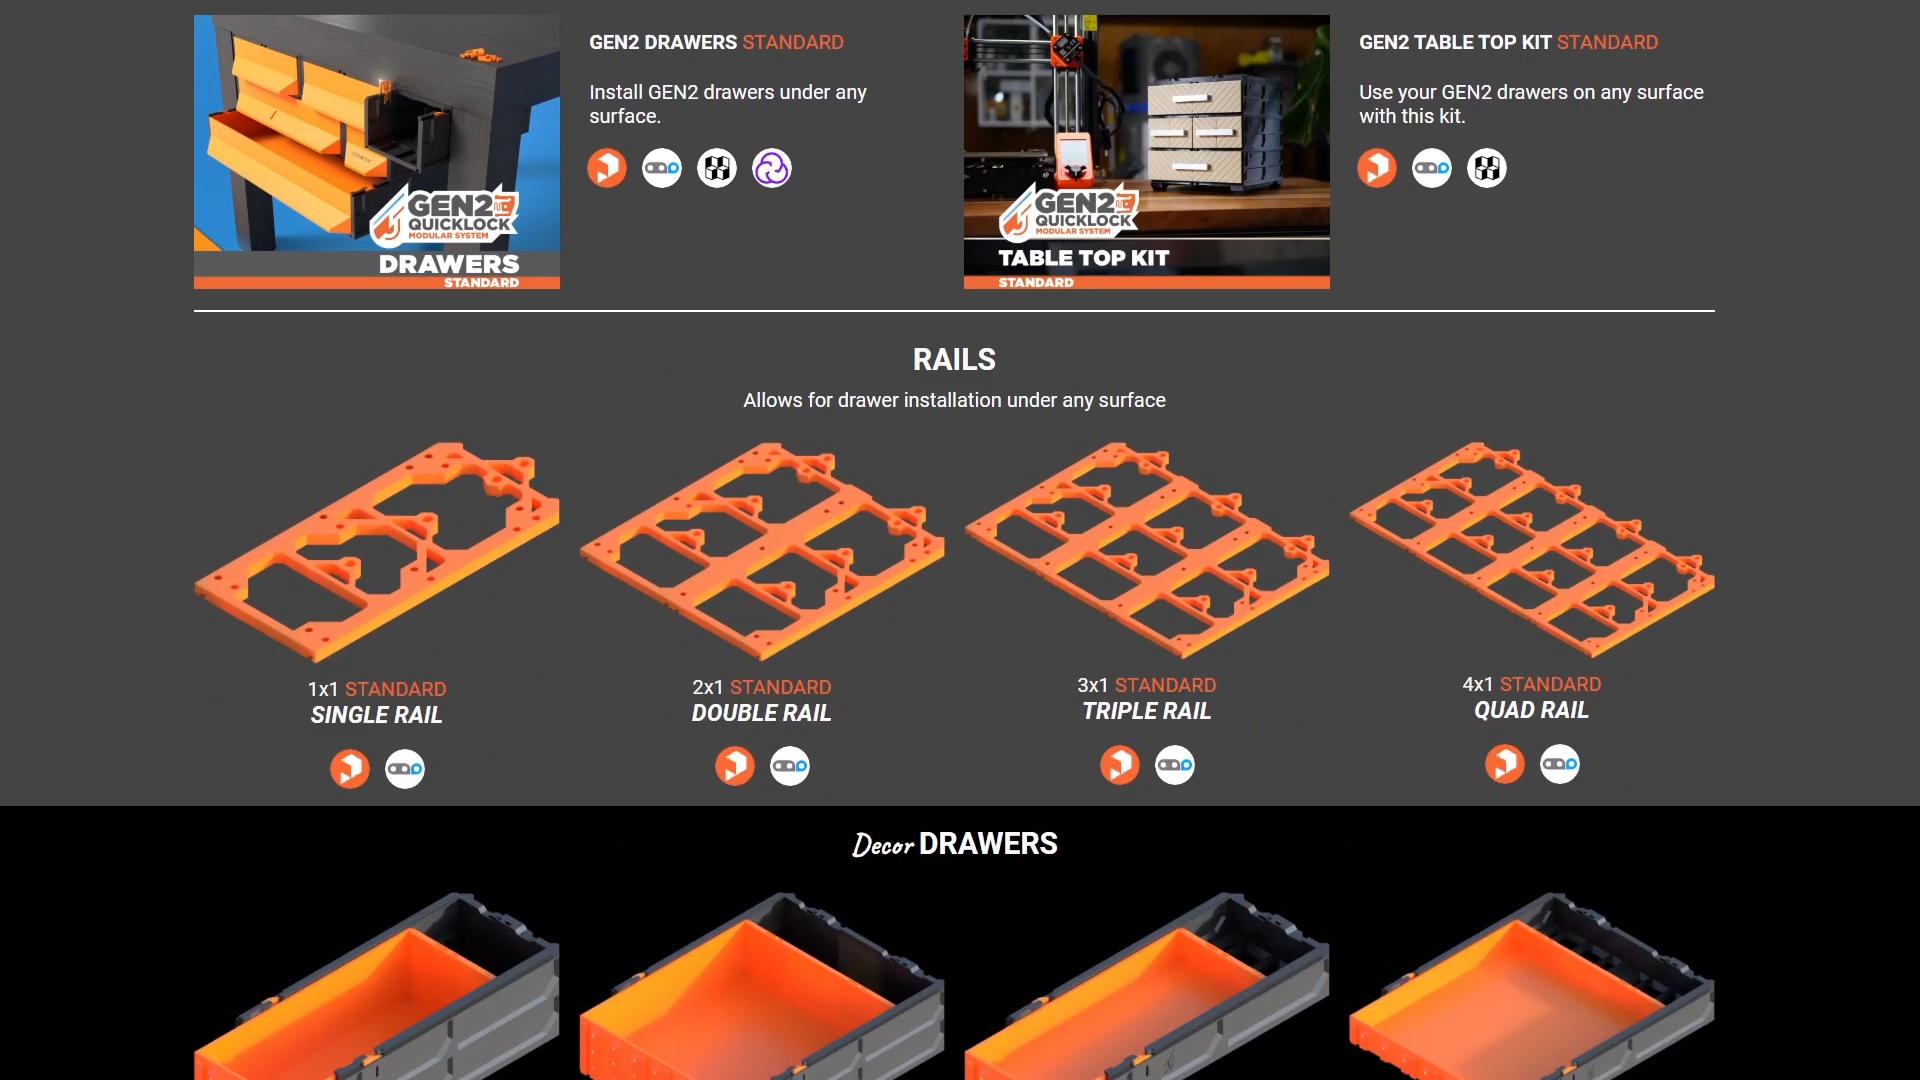 GEN2 DRAWERS STANDARD
Install GEN2 drawers under any
surface.
GEN2
QUICKLOCK
MODULAR SYSTEM
DRAWERS
STANDARD
GEN2 TABLE TOP KIT STANDARD
Use your GEN2 drawers on any surface
with this kit.
GEN2
QUICKLOCK
MODULAR SYSTEM
TABLE TOP KIT
STANDARD
RAILS
Allows for drawer installation under any surface
1x1 STANDARD
SINGLE RAIL
2x1 STANDARD
DOUBLE RAIL
3x1 STANDARD
TRIPLE RAIL
4x1 STANDARD
QUAD RAIL
Decor DRAWERS